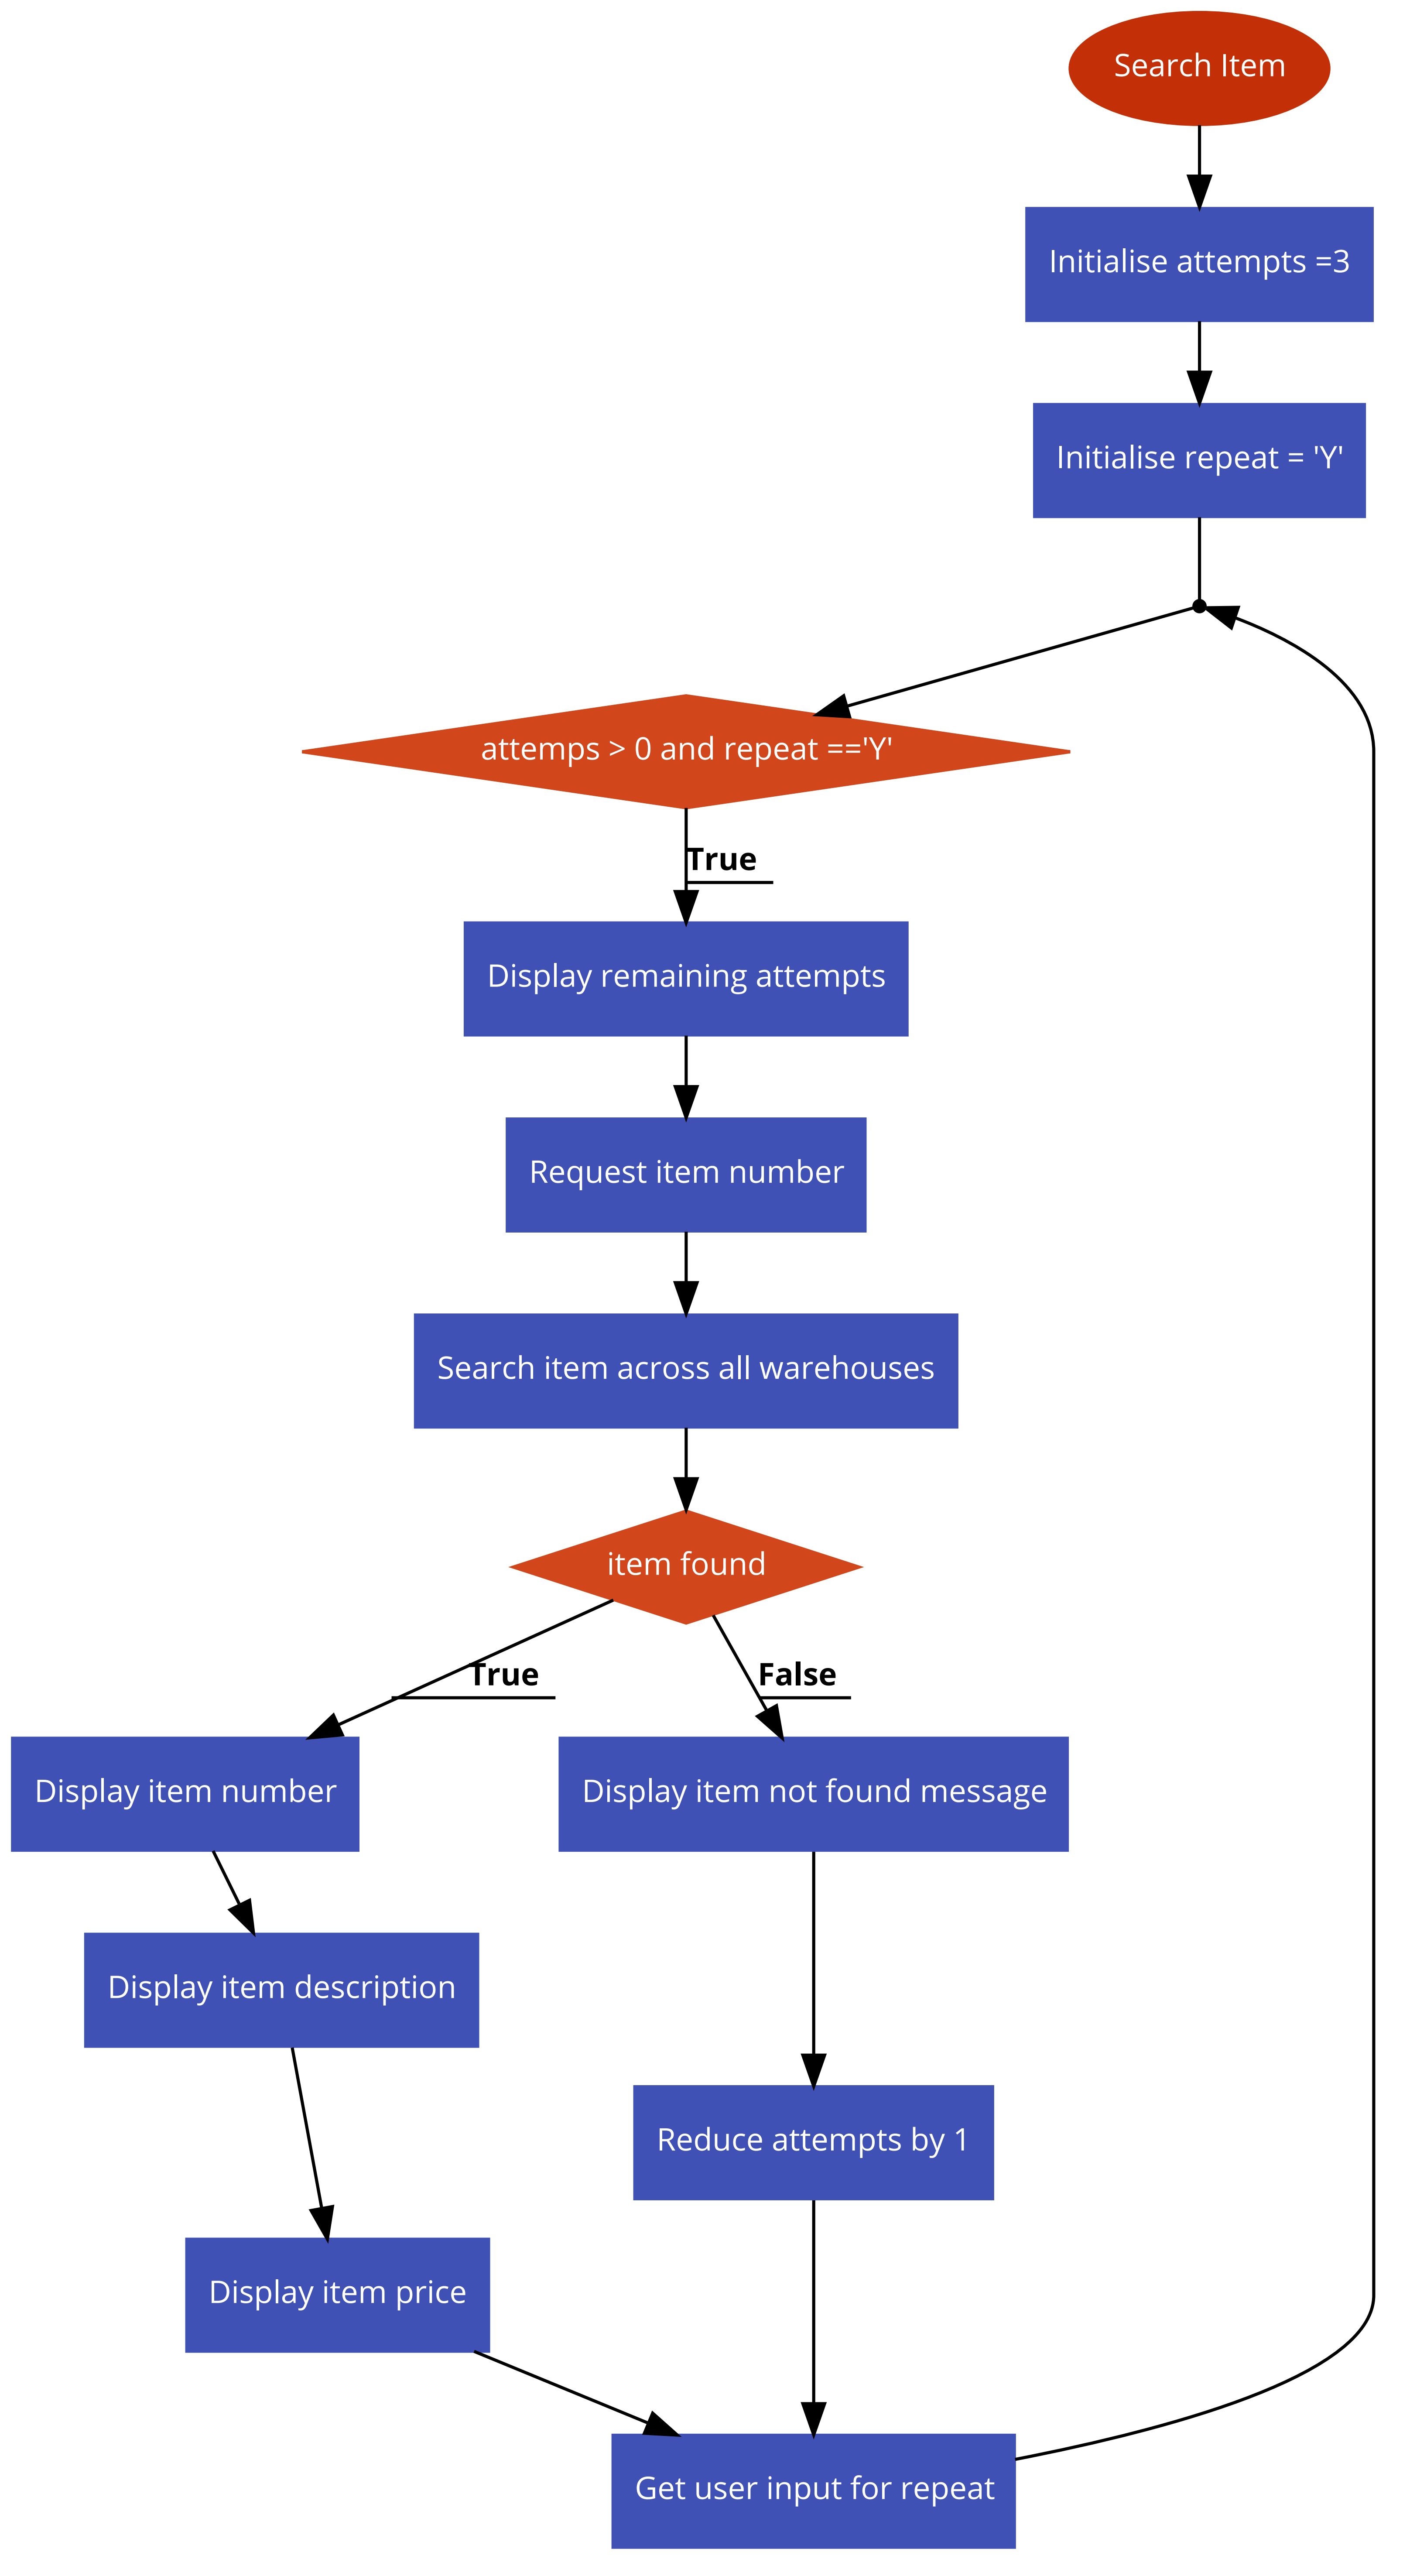 Search Item
Initialise attempts =3
Initialise repeat = 'Y'
attemps > 0 and repeat =='Y'
True
Display remaining attempts
Request item number
Search item across all warehouses
item found
True
False
Display item number
Display item not found message
Display item description
Reduce attempts by 1
Display item price
Get user input for repeat